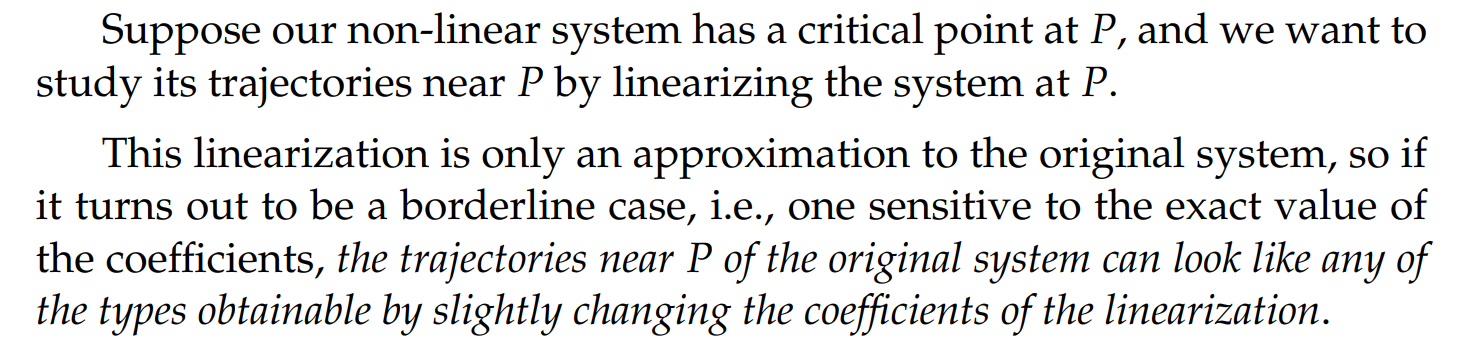 Suppose our non-linear system has a critical point at P, and we want to
study its trajectories near P by linearizing the system at P.
This linearization is only an approximation to the original system, so if
it turns out to be a borderline case, i.e., one sensitive to the exact value of
the coefficients, the trajectories near P of the original system can look like any of
the types obtainable by slightly changing the coefficients of the linearization.